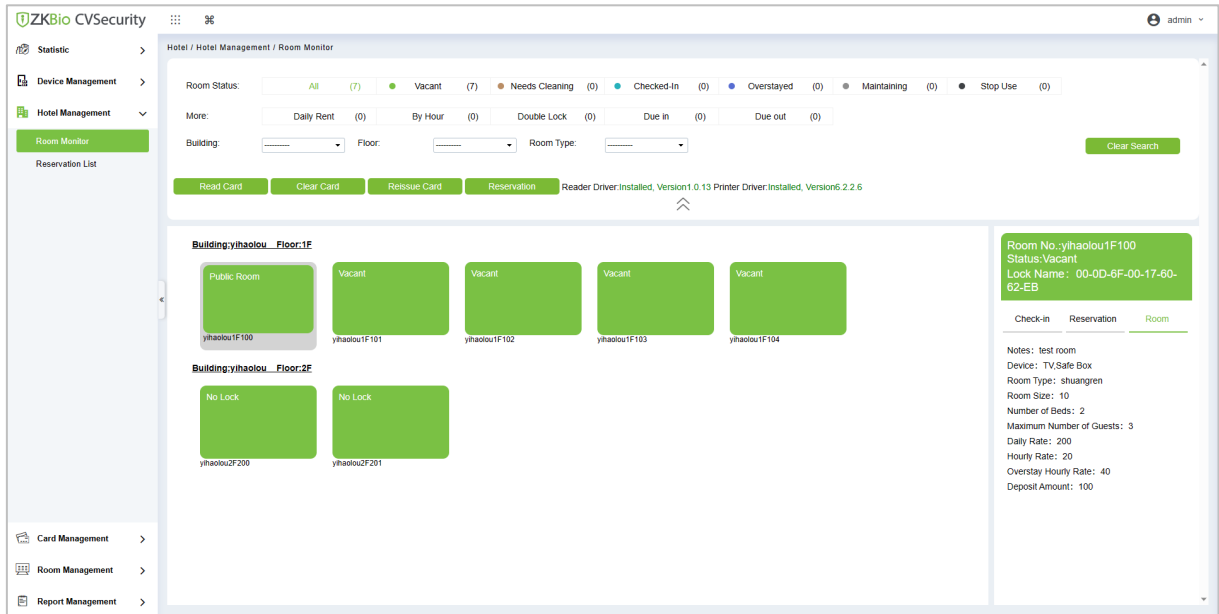 ZKBio CVSecurity
admin
Statistic
Hotel / Hotel Management / Room Monitor
Device Management
Hotel Management
Room Monitor
Reservation List
Room Status: All (7) Vacant (7) Needs Cleaning (0) Checked-In (0) Overstayed (0) Maintaining (0) Stop Use (0)
More: Daily Rent (0) By Hour (0) Double Lock (0) Due in (0) Due out (0)
Building: ---------- Floor: ---------- Room Type: ----------
Clear Search
Read Card Clear Card Reissue Card Reservation Reader Driver:Installed, Version1.0.13 Printer Driver:Installed, Version6.2.2.6
Building:yihaolou Floor:1F
Public Room Vacant Vacant Vacant Vacant
yihaolou1F100 yihaolou1F101 yihaolou1F102 yihaolou1F103 yihaolou1F104
Building:yihaolou Floor:2F
No Lock No Lock
yihaolou2F200 yihaolou2F201
Room No.:yihaolou1F100
Status:Vacant
Lock Name: 00-0D-6F-00-17-60-
62-EB
Check-in Reservation Room
Notes: test room
Device: TV,Safe Box
Room Type: shuangren
Room Size: 10
Number of Beds: 2
Maximum Number of Guests: 3
Daily Rate: 200
Hourly Rate: 20
Overstay Hourly Rate: 40
Deposit Amount: 100
Card Management
Room Management
Report Management